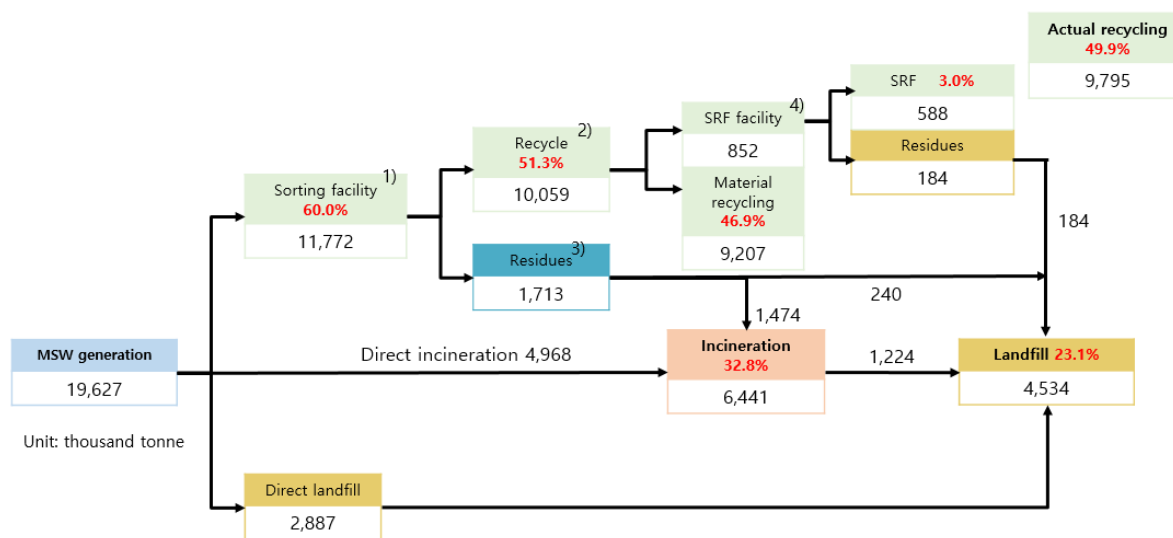 Actual recycling
49.9%
9,795
SRF 3.0%
588
Residues
184
SRF facility 4)
852
Recycle 2)
51.3%
10,059
Material
recycling
46.9%
9,207
Sorting facility 1)
60.0%
11,772
184
Residues 3)
1,713
240
1,474
MSW generation
19,627
Direct incineration 4,968
Incineration
32.8%
6,441
1,224
Landfill 23.1%
4,534
Unit: thousand tonne
Direct landfill
2,887